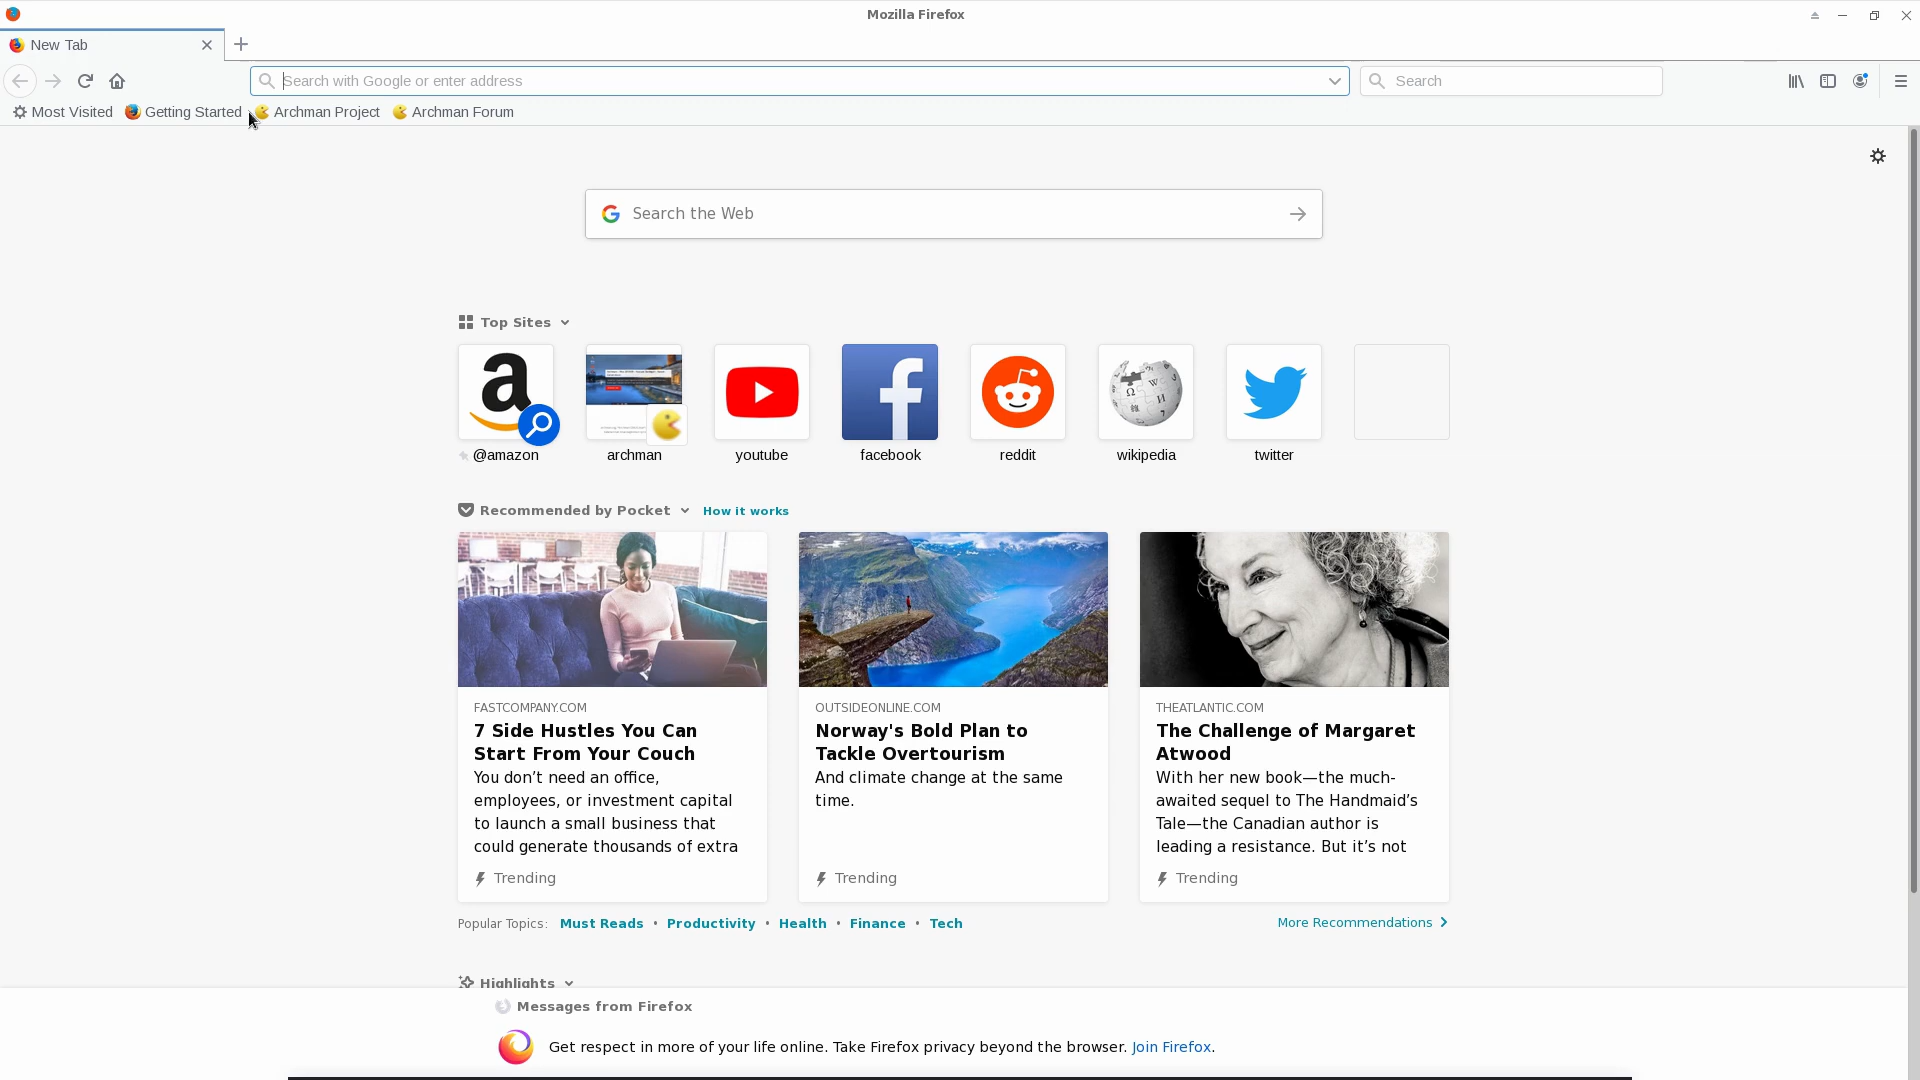 Mozilla Firefox
New Tab
Search with Google or enter address
Search
Most Visited
Getting Started
Archman Project
Archman Forum
Search the Web
Top Sites
@amazon
archman
youtube
facebook
reddit
wikipedia
twitter
Recommended by Pocket
How it works
FASTCOMPANY.COM
7 Side Hustles You Can
Start From Your Couch
You don’t need an office,
employees, or investment capital
to launch a small business that
could generate thousands of extra
Trending
OUTSIDEONLINE.COM
Norway's Bold Plan to
Tackle Overtourism
And climate change at the same
time.
Trending
THEATLANTIC.COM
The Challenge of Margaret
Atwood
With her new book—the much-
awaited sequel to The Handmaid’s
Tale—the Canadian author is
leading a resistance. But it’s not
Trending
Popular Topics: Must Reads • Productivity • Health • Finance • Tech
More Recommendations
Highlights
Messages from Firefox
Get respect in more of your life online. Take Firefox privacy beyond the browser. Join Firefox.